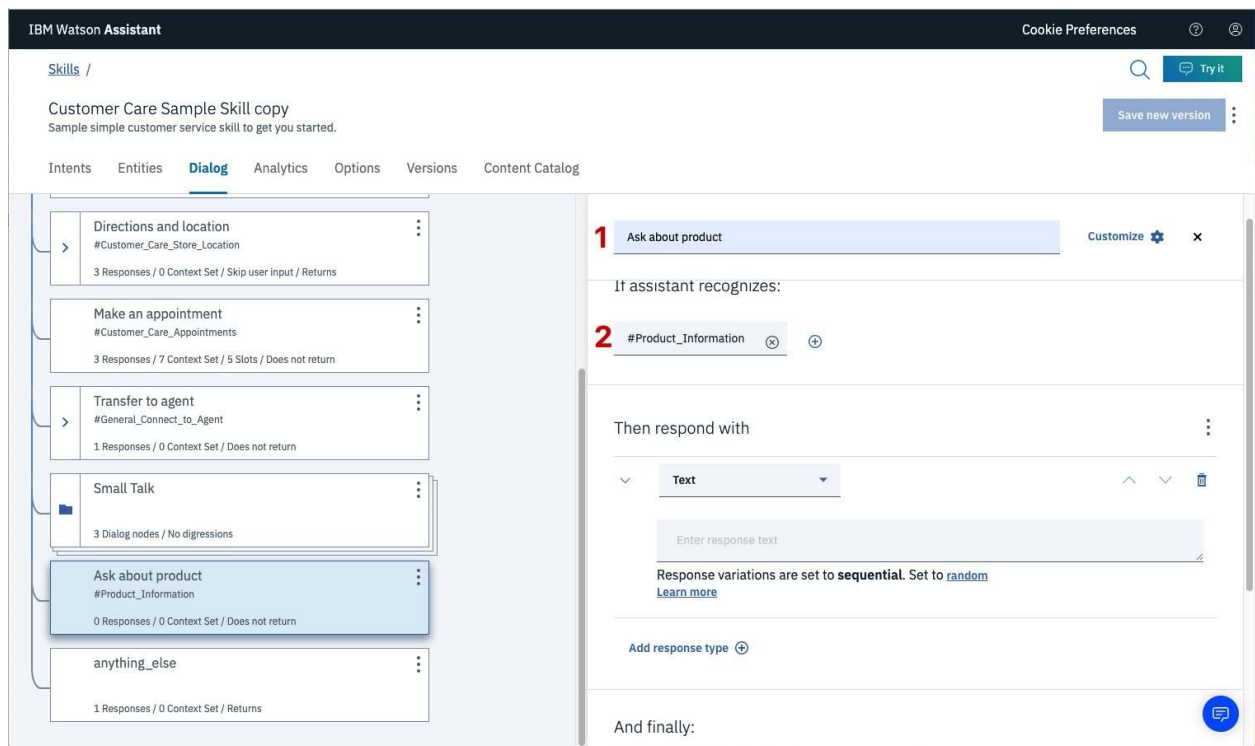 IBM Watson Assistant
Cookie Preferences
Skills /
Try it
Customer Care Sample Skill copy
Sample simple customer service skill to get you started.
Save new version
Intents Entities Dialog Analytics Options Versions Content Catalog
Directions and location
#Customer_Care_Store_Location
3 Responses / 0 Context Set / Skip user input / Returns
Make an appointment
#Customer_Care_Appointments
3 Responses / 7 Context Set / 5 Slots / Does not return
Transfer to agent
#General_Connect_to_Agent
1 Responses / 0 Context Set / Does not return
Small Talk
3 Dialog nodes / No digressions
Ask about product
#Product_Information
0 Responses / 0 Context Set / Does not return
anything_else
1 Responses / 0 Context Set / Returns
1 Ask about product
Customize
If assistant recognizes:
2 #Product_Information
Then respond with
Text
Enter response text
Response variations are set to sequential. Set to random
Learn more
Add response type
And finally: